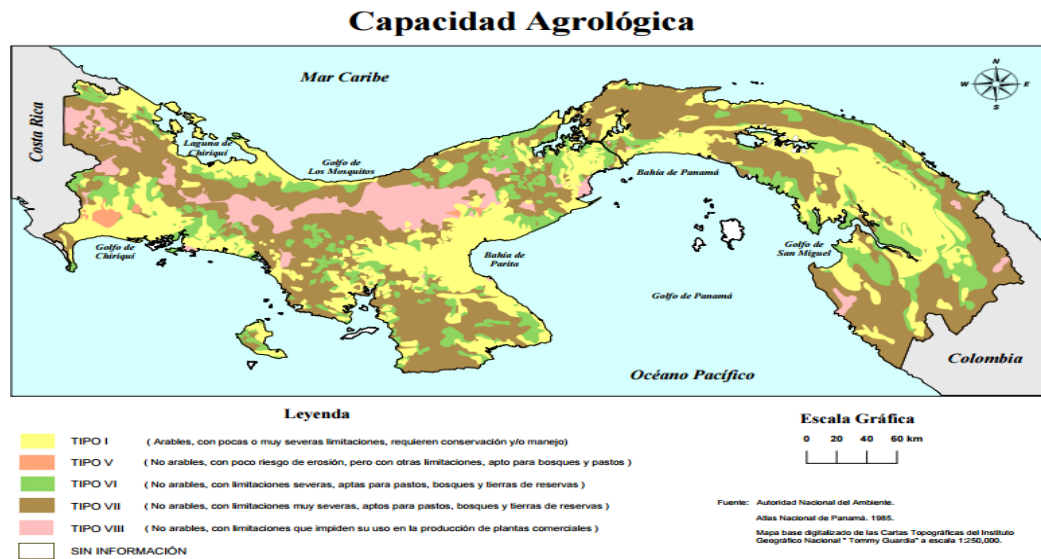 Capacidad Agrológica
Mar Caribe
N
W E
S
Costa Rica
Laguna de
Chiriquí
Golfo de
Los Mosquitos
Bahía de Panamá
Golfo de
Chiriquí
Bahía de
Parita
Golfo de
San Miguel
Golfo de Panamá
Colombia
Océano Pacífico
Leyenda
TIPO I ( Arables, con pocas o muy severas limitaciones, requieren conservación y/o manejo)
TIPO V ( No arables, con poco riesgo de erosión, pero con otras limitaciones, apto para bosques y pastos )
TIPO VI ( No arables, con limitaciones severas, aptas para pastos, bosques y tierras de reservas )
TIPO VII ( No arables, con limitaciones muy severas, aptos para pastos, bosques y tierras de reservas )
TIPO VIII ( No arables, con limitaciones que impiden su uso en la producción de plantas comerciales )
SIN INFORMACIÓN
Escala Gráfica
0 20 40 60 km
Fuente: Autoridad Nacional del Ambiente.
Atlas Nacional de Panamá. 1985.
Mapa base digitalizado de las Cartas Topográficas del Instituto
Geográfico Nacional " Tommy Guardia" a escala 1:250,000.